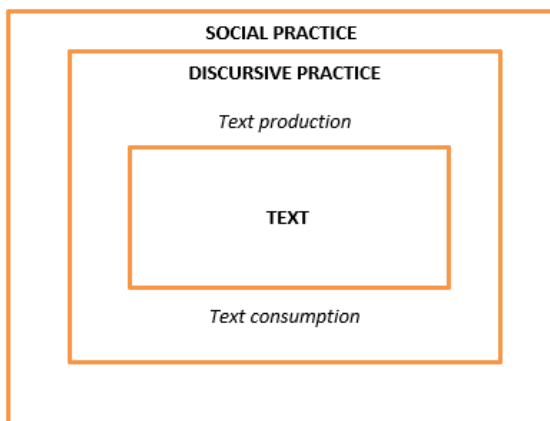 SOCIAL PRACTICE
DISCURSIVE PRACTICE
Text production
TEXT
Text consumption